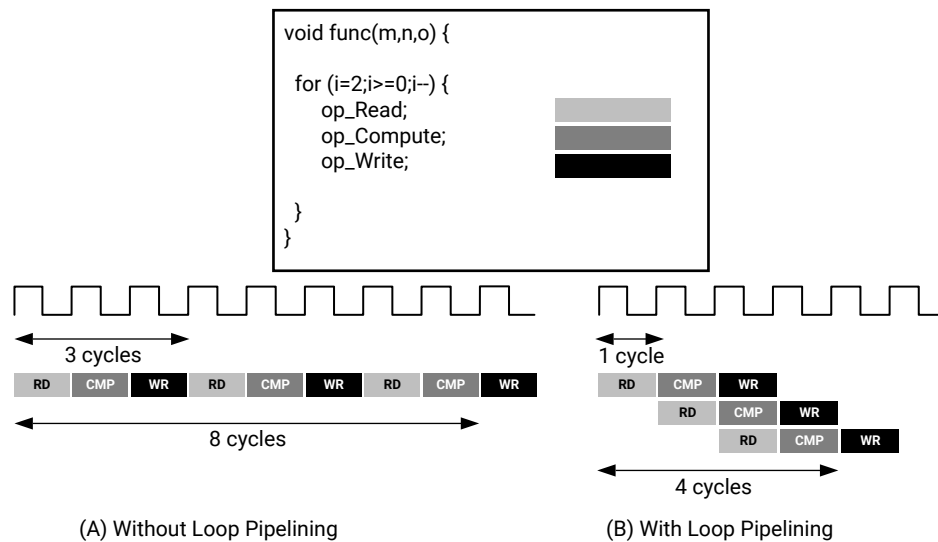 void func(m,n,o) {
for (i=2;i>=0;i--) {
op_Read;
op_Compute;
op_Write;
}
}
3 cycles
1 cycle
RD CMP WR RD CMP WR RD CMP WR
RD CMP WR
RD CMP WR
RD CMP WR
8 cycles
4 cycles
(A) Without Loop Pipelining
(B) With Loop Pipelining